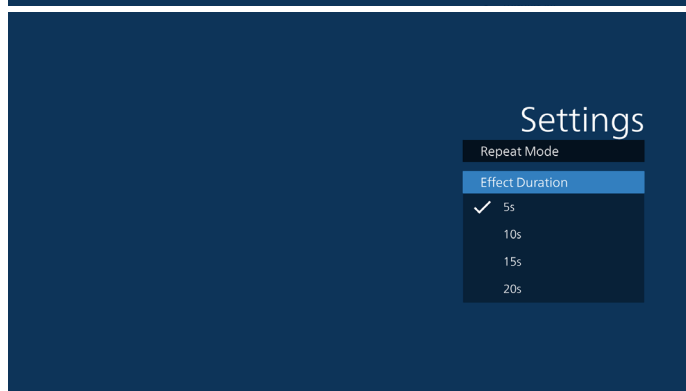 Settings
Repeat Mode
Effect Duration
5s
10s
15s
20s